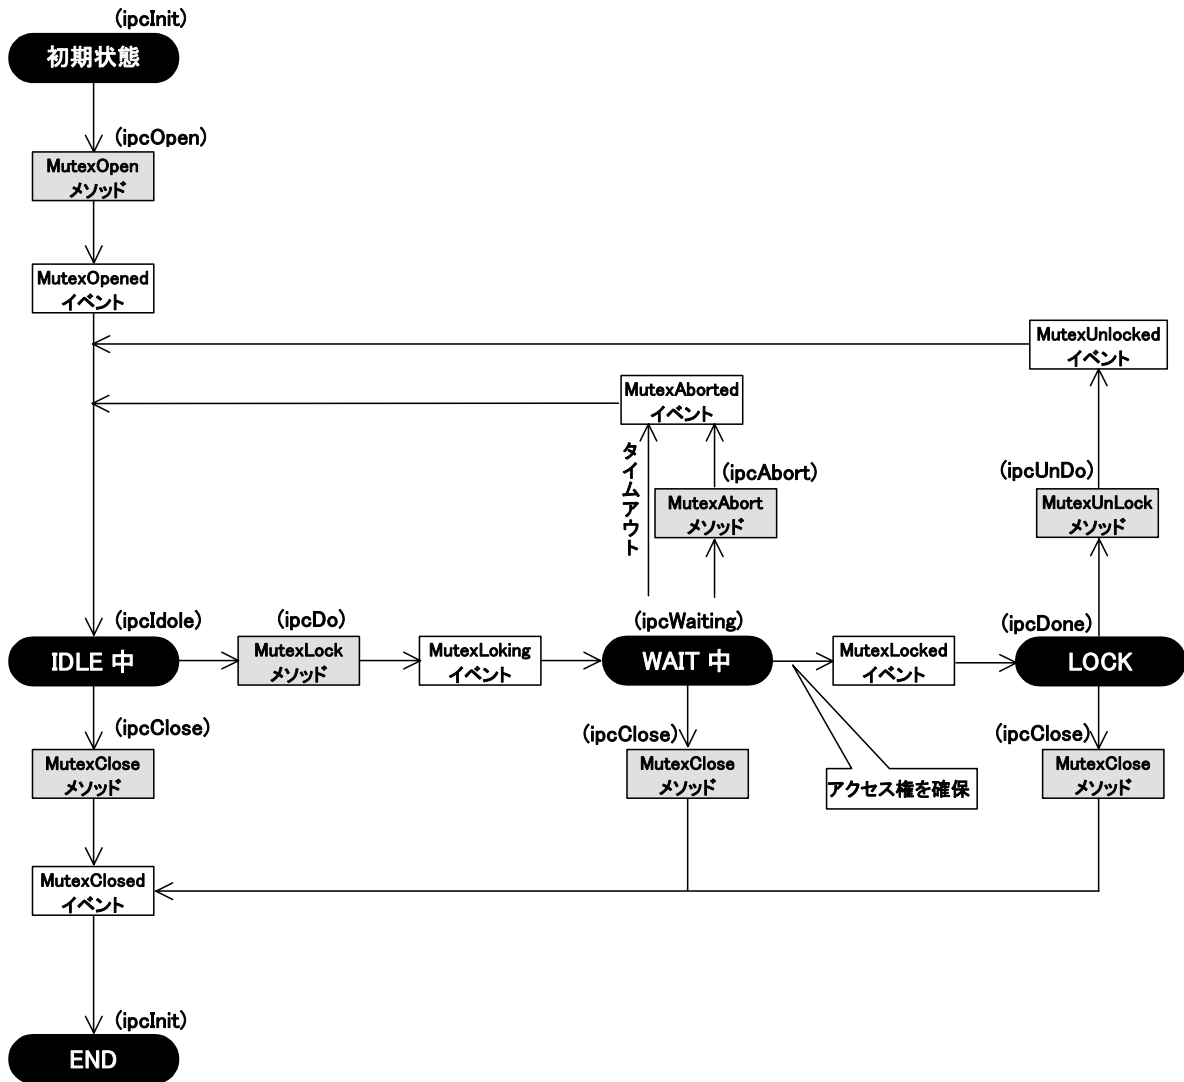 (ipcInit)
初期状態
(ipcOpen)
MutexOpen
メソッド
MutexOpened
イベント
MutexUnlocked
イベント
MutexAborted
イベント
タイムアウト
(ipcAbort)
MutexAbort
メソッド
(ipcUnDo)
MutexUnLock
メソッド
(ipcIdole)
IDLE 中
(ipcDo)
MutexLock
メソッド
MutexLoking
イベント
(ipcWaiting)
WAIT 中
MutexLocked
イベント
(ipcDone)
LOCK
(ipcClose)
MutexClose
メソッド
(ipcClose)
MutexClose
メソッド
アクセス権を確保
(ipcClose)
MutexClose
メソッド
MutexClosed
イベント
(ipcInit)
END